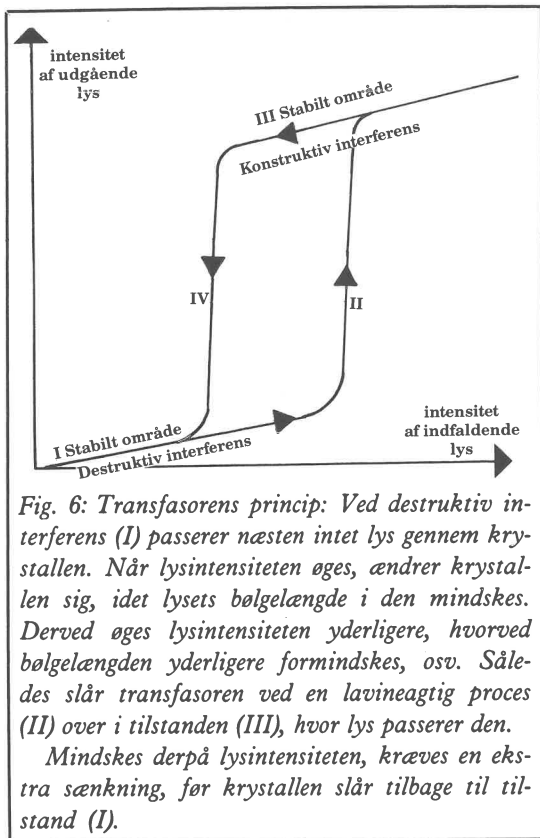 intensitet
af udgående
lys
III Stabilt område
Konstruktiv interferens
IV
II
I Stabilt område
Destruktiv interferens
intensitet
af indfaldende
lys
Fig. 6: Transfasorens princip: Ved destruktiv in-
terferens (I) passerer næsten intet lys gennem kry-
stallen. Når lysintensiteten øges, ændrer krystal-
len sig, idet lysets bølgelængde i den mindskes.
Derved øges lysintensiteten yderligere, hvorved
bølgelængden yderligere formindskes, osv. Såle-
des slår transfasoren ved en lavineagtig proces
(II) over i tilstanden (III), hvor lys passerer den.
Mindskes derpå lysintensiteten, kræves en eks-
tra sænkning, før krystallen slår tilbage til til-
stand (I).